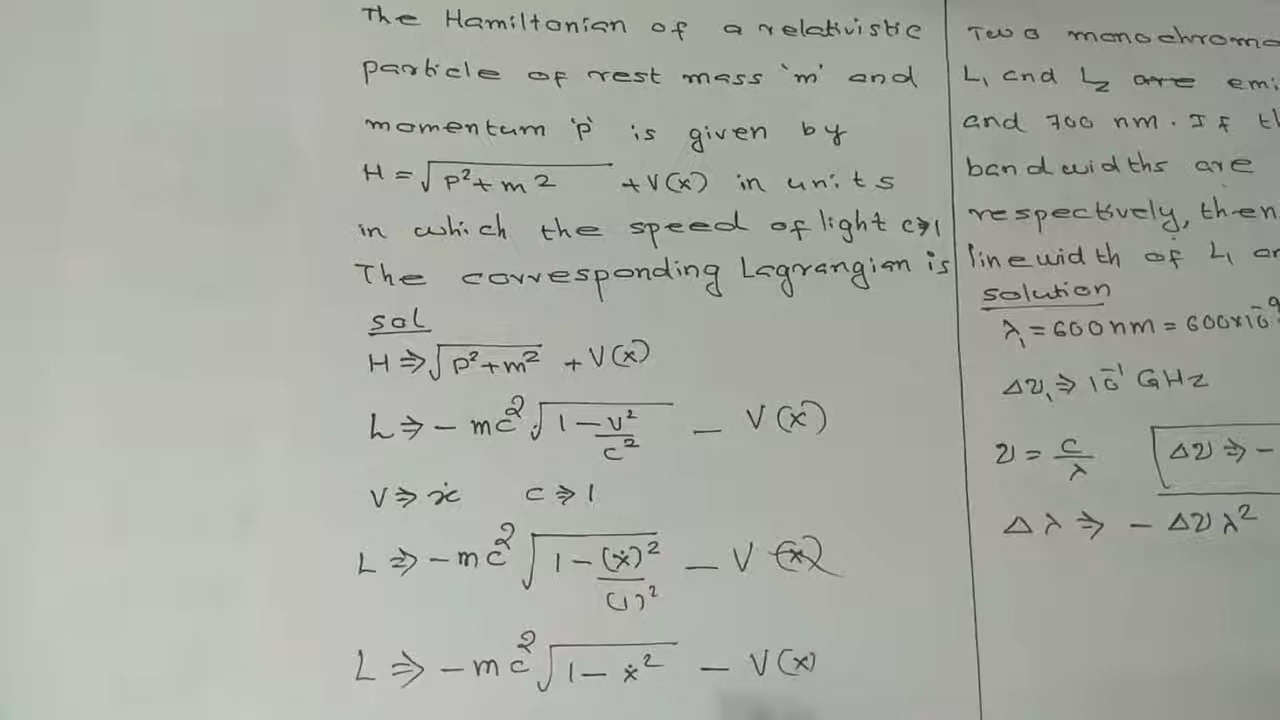 The Hamiltonian of a relativistic
particle of rest mass 'm' and
momentum 'p' is given by
H = √(p²+m2) + V(x) in units
in which the speed of light c⇒1
The corresponding Lagrangian is
sol
H ⇒ √(p²+m²) + V(x)
L ⇒ - mc² √(1 - v²/c²) - V(x)
V ⇒ ẋ c ⇒ 1
L ⇒ - mc² √(1 - (ẋ)²/(1)²) - V(x)
L ⇒ - mc² √(1 - ẋ²) - V(x)
Two monochroma
L₁ and L₂ are emi
and 700 nm. If th
bandwidths are
respectively, then
linewidth of L₁ an
solution
λ₁ = 600 nm = 600×10⁻⁹
Δν₁ ⇒ 10⁻¹ GHz
ν = c/λ Δν ⇒ -
Δλ ⇒ - Δν λ²